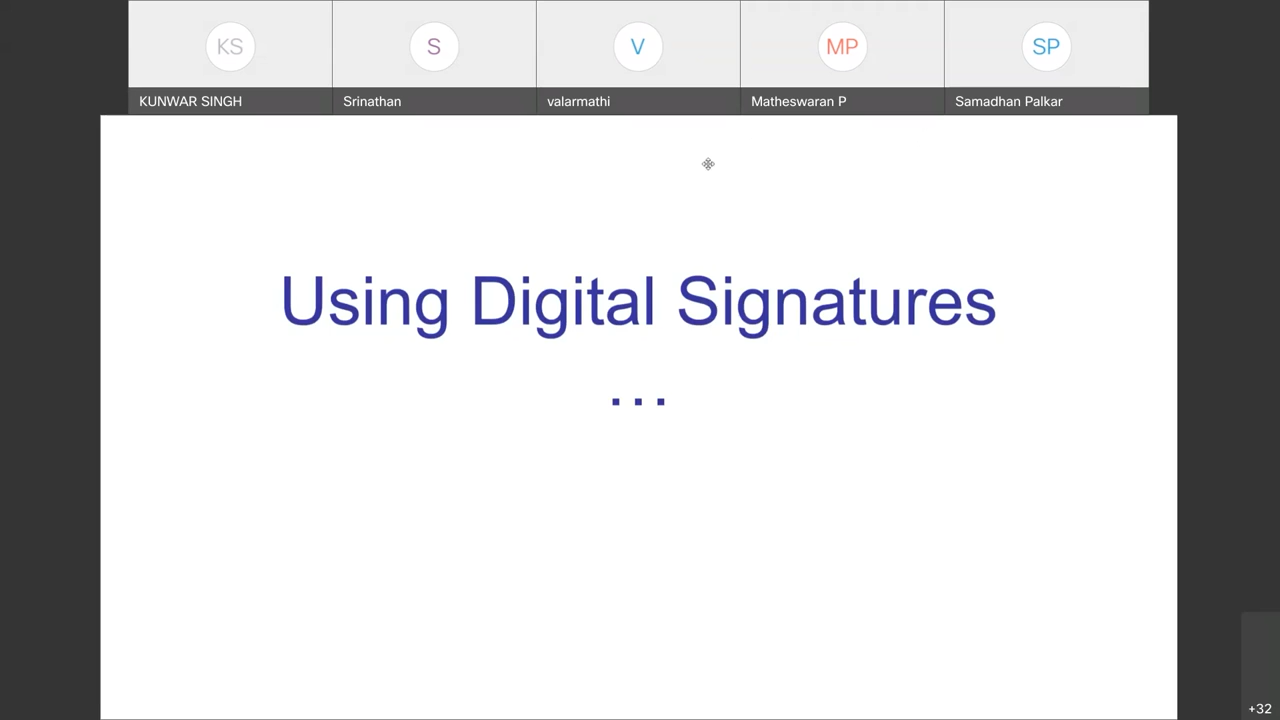 KS
S
V
MP
SP
KUNWAR SINGH
Srinathan
valarmathi
Matheswaran P
Samadhan Palkar
Using Digital Signatures
...
+32